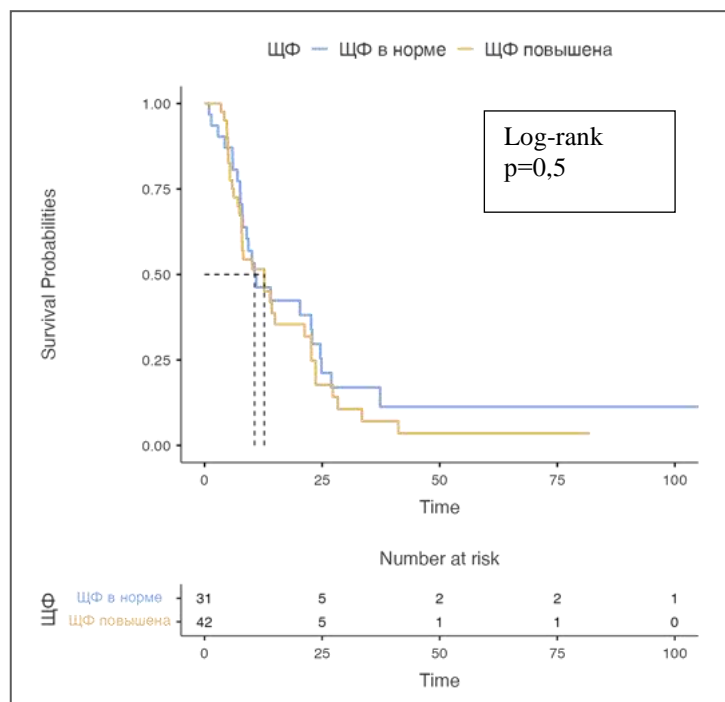 ЩФ ЩФ в норме ЩФ повышена
Log-rank
p=0,5
Survival Probabilities
1.00
0.75
0.50
0.25
0.00
0 25 50 75 100
Time
Number at risk
ЩФ
ЩФ в норме 31 5 2 2 1
ЩФ повышена 42 5 1 1 0
0 25 50 75 100
Time